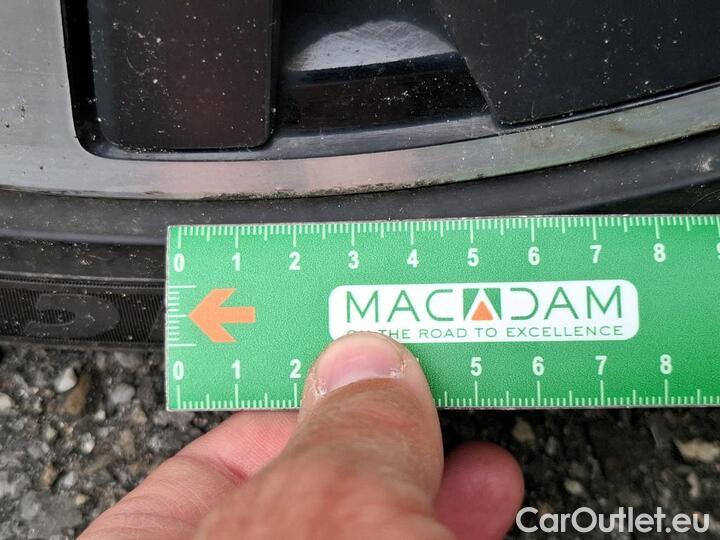 0 1 2 3 4 5 6 7 8 9
MACADAM
THE ROAD TO EXCELLENCE
0 1 2 5 6 7 8
CarOutlet.eu